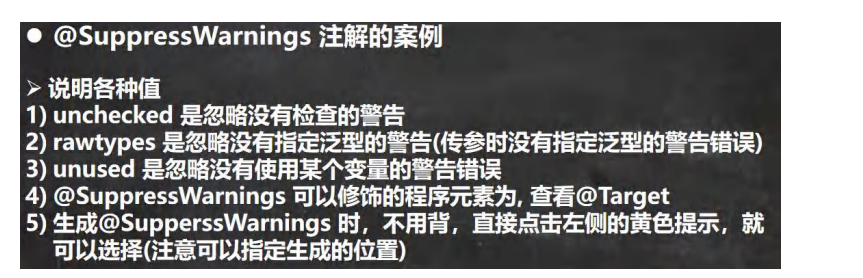 ● @SuppressWarnings 注解的案例
➢ 说明各种值
1) unchecked 是忽略没有检查的警告
2) rawtypes 是忽略没有指定泛型的警告(传参时没有指定泛型的警告错误)
3) unused 是忽略没有使用某个变量的警告错误
4) @SuppressWarnings 可以修饰的程序元素为, 查看@Target
5) 生成@SupperssWarnings 时，不用背，直接点击左侧的黄色提示，就
可以选择(注意可以指定生成的位置)